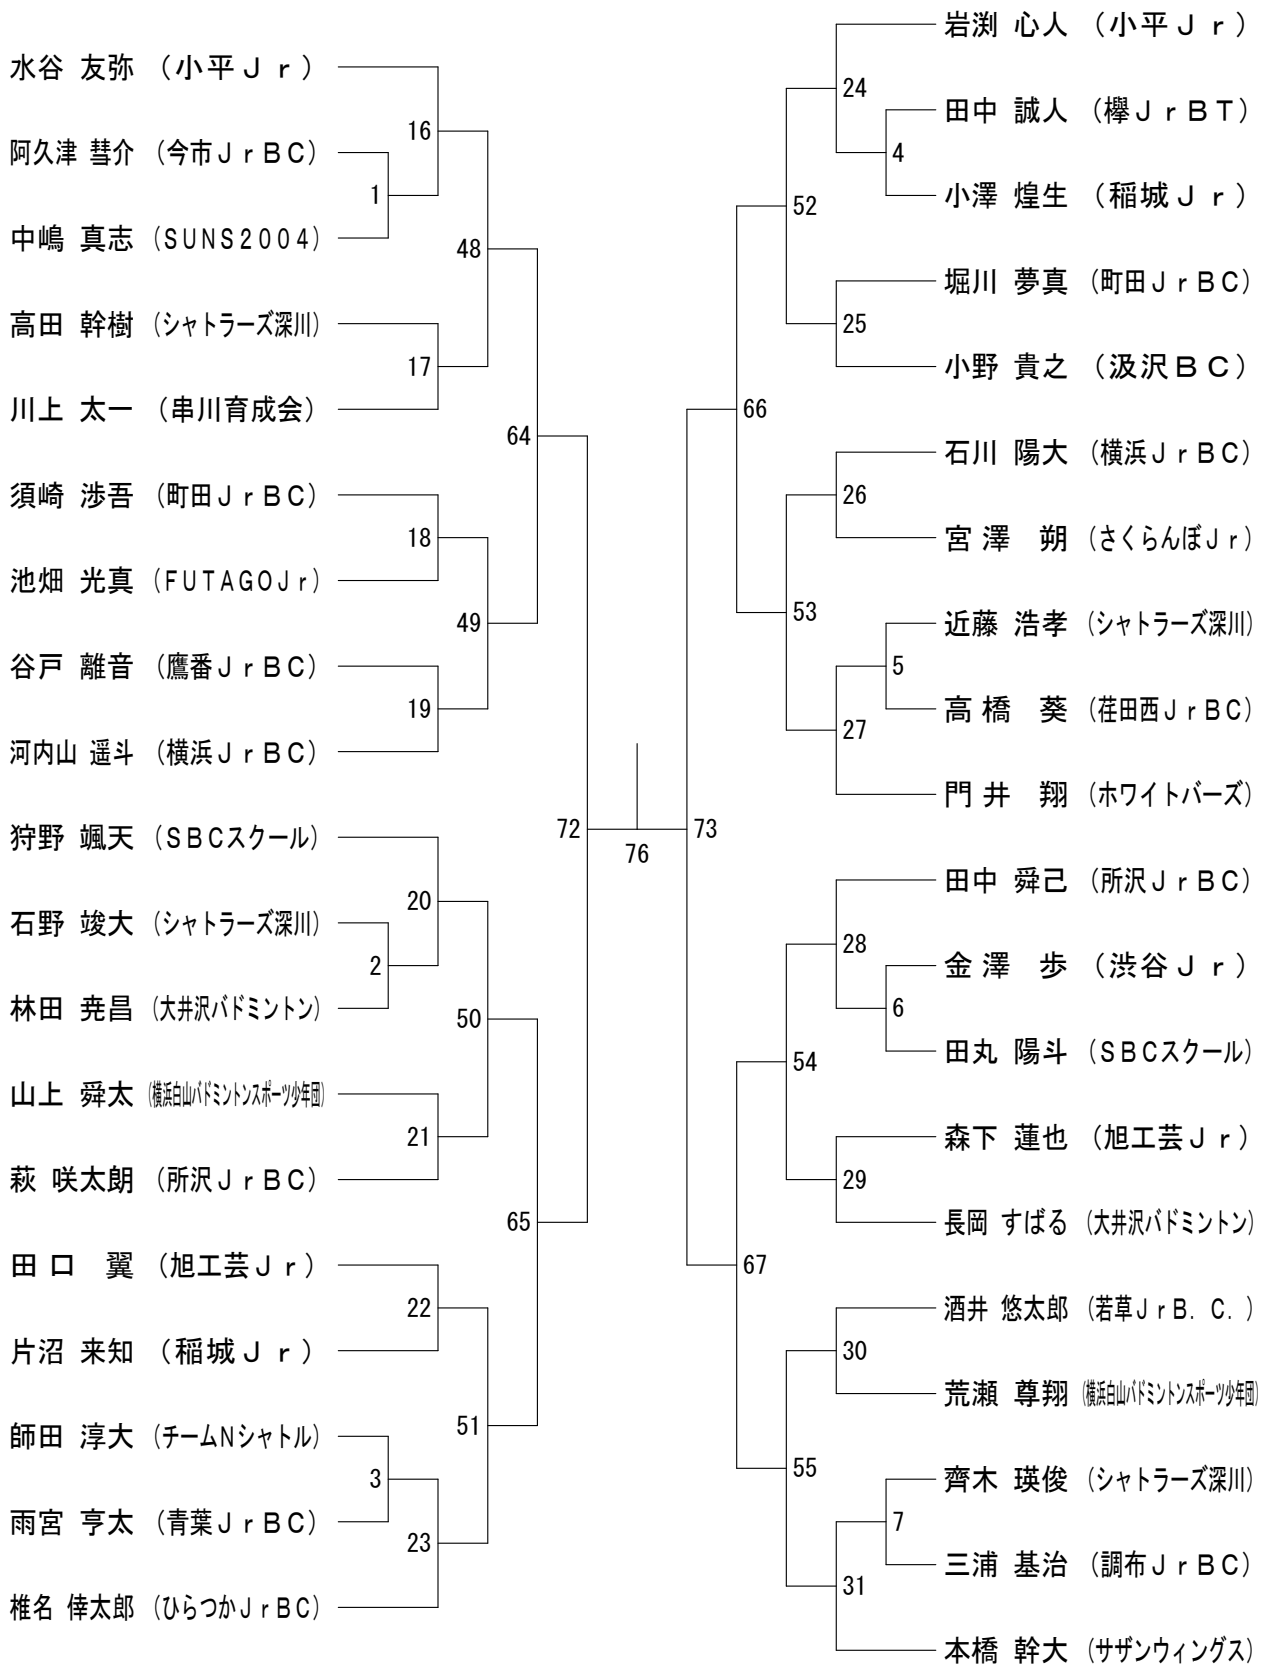 水谷 友弥 （小平Ｊｒ）
阿久津 彗介 （今市ＪｒＢＣ）
中嶋 真志 （ＳＵＮＳ２００４）
高田 幹樹 （シャトラーズ深川）
川上 太一 （串川育成会）
須崎 渉吾 （町田ＪｒＢＣ）
池畑 光真 （ＦＵＴＡＧＯＪｒ）
谷戸 離音 （鷹番ＪｒＢＣ）
河内山 遥斗 （横浜ＪｒＢＣ）
狩野 颯天 （ＳＢＣスクール）
石野 竣大 （シャトラーズ深川）
林田 尭昌 （大井沢バドミントン）
山上 舜太 （横浜白山バドミントンスポーツ少年団）
萩 咲太朗 （所沢ＪｒＢＣ）
田口 翼 （旭工芸Ｊｒ）
片沼 来知 （稲城Ｊｒ）
師田 淳大 （チームNシャトル）
雨宮 亨太 （青葉ＪｒＢＣ）
椎名 倖太郎 （ひらつかＪｒＢＣ）
1
2
3
16
17
18
19
20
21
22
23
48
49
50
51
64
65
72
76
73
66
67
52
53
54
55
24
25
26
27
28
29
30
31
4
5
6
7
岩渕 心人 （小平Ｊｒ）
田中 誠人 （欅ＪｒＢＴ）
小澤 煌生 （稲城Ｊｒ）
堀川 夢真 （町田ＪｒＢＣ）
小野 貴之 （汲沢ＢＣ）
石川 陽大 （横浜ＪｒＢＣ）
宮澤 朔 （さくらんぼＪｒ）
近藤 浩孝 （シャトラーズ深川）
高橋 葵 （荏田西ＪｒＢＣ）
門井 翔 （ホワイトバーズ）
田中 舜己 （所沢ＪｒＢＣ）
金澤 歩 （渋谷Ｊｒ）
田丸 陽斗 （ＳＢＣスクール）
森下 蓮也 （旭工芸Ｊｒ）
長岡 すばる （大井沢バドミントン）
酒井 悠太郎 （若草ＪｒＢ．Ｃ．）
荒瀬 尊翔 （横浜白山バドミントンスポーツ少年団）
齊木 瑛俊 （シャトラーズ深川）
三浦 基治 （調布ＪｒＢＣ）
本橋 幹大 （サザンウィングス）